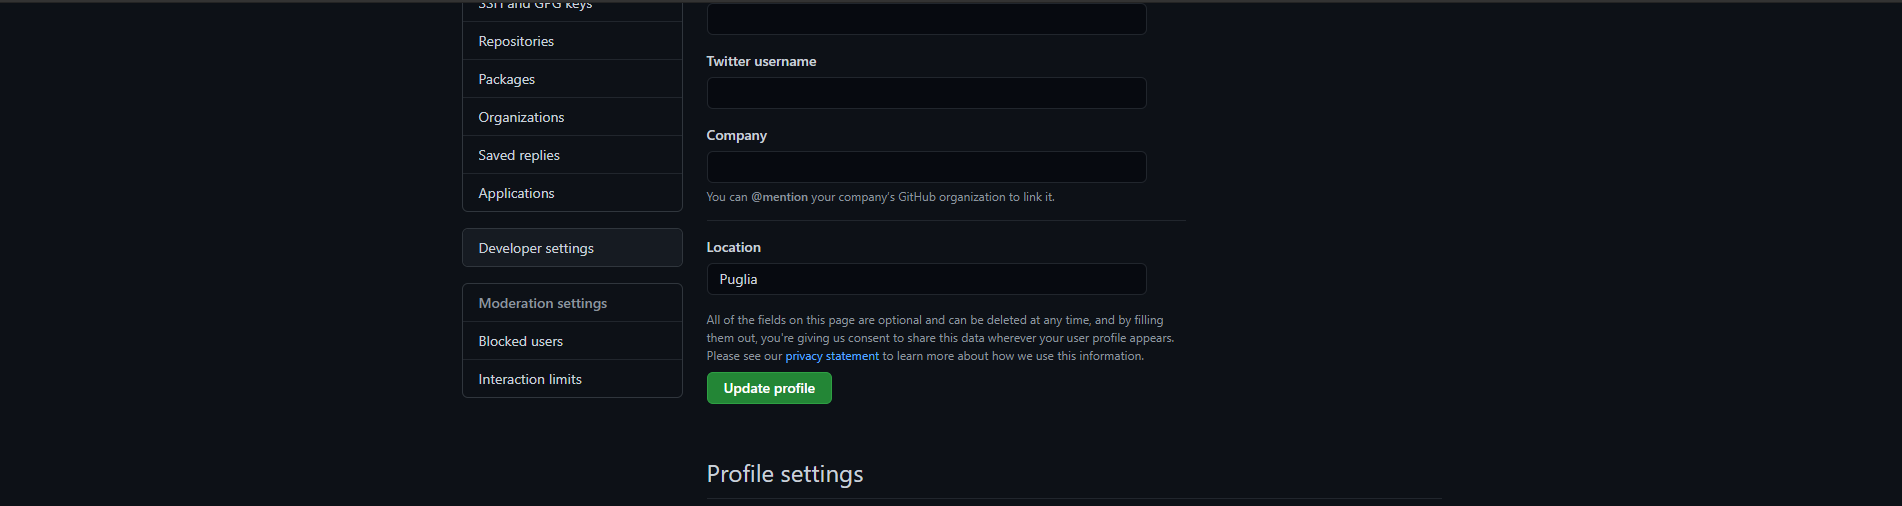 SSH and GPG keys
Repositories
Packages
Organizations
Saved replies
Applications
Developer settings
Moderation settings
Blocked users
Interaction limits
Twitter username
Company
You can @mention your company's GitHub organization to link it.
Location
Puglia
All of the fields on this page are optional and can be deleted at any time, and by filling
them out, you're giving us consent to share this data wherever your user profile appears.
Please see our privacy statement to learn more about how we use this information.
Update profile
Profile settings